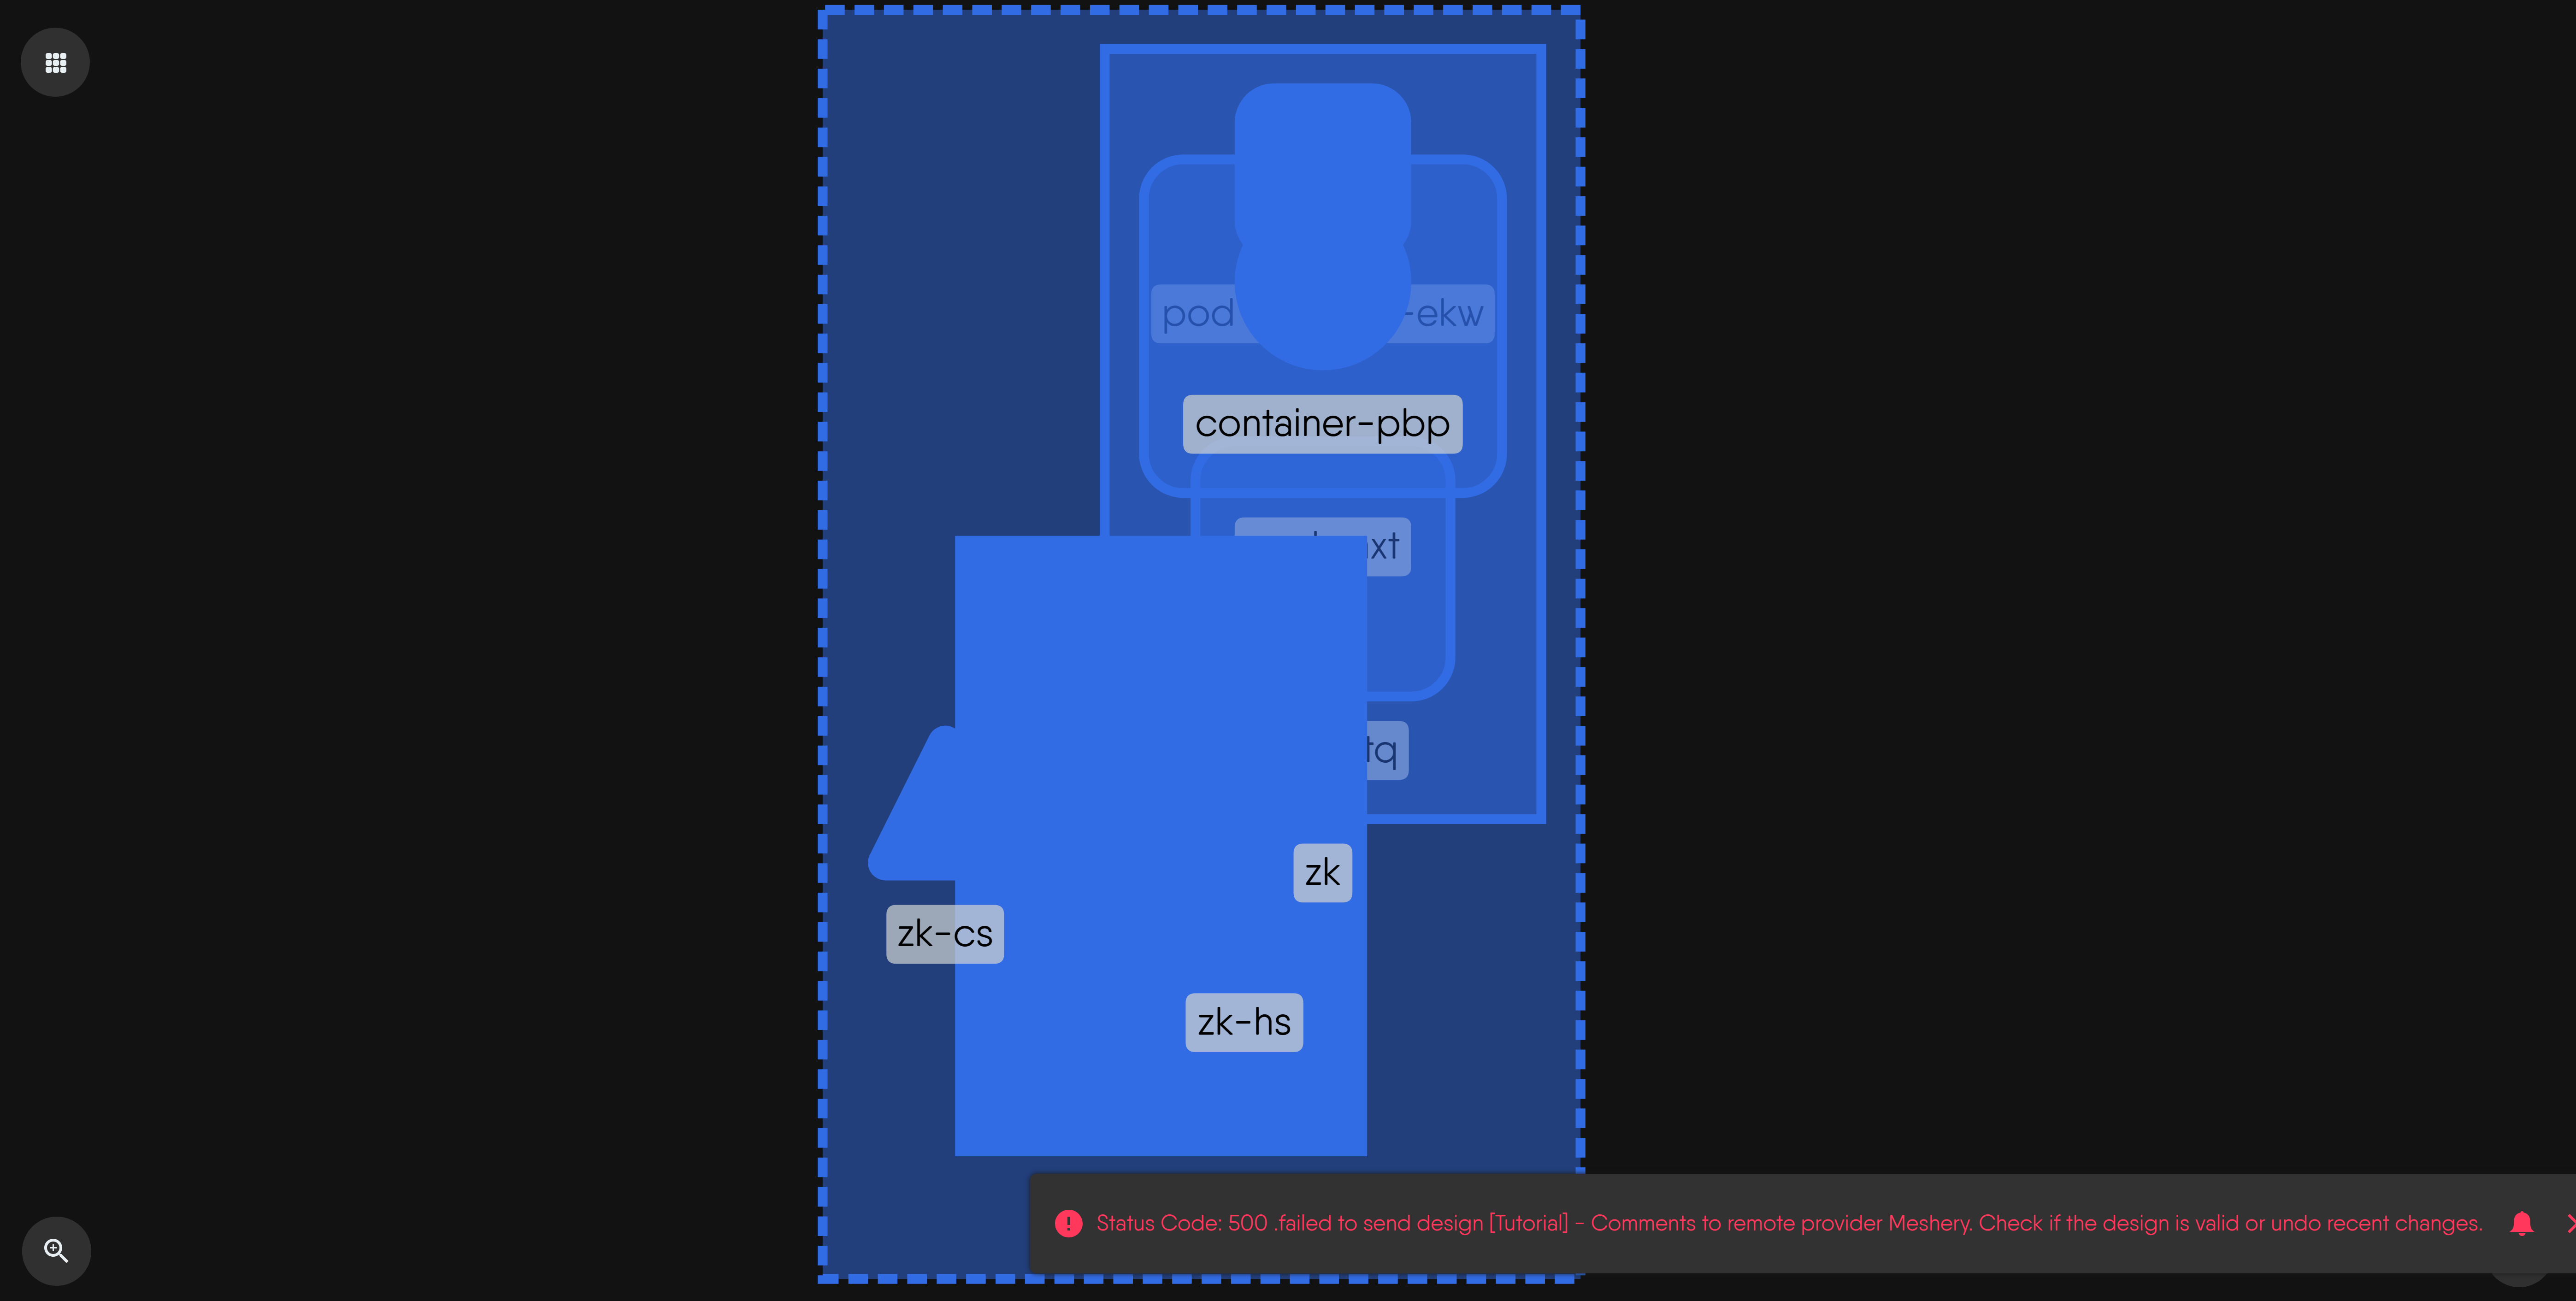 pod -ekw
container-pbp
xt
tq
zk
zk-cs
zk-hs
Status Code: 500 .failed to send design [Tutorial] - Comments to remote provider Meshery. Check if the design is valid or undo recent changes.